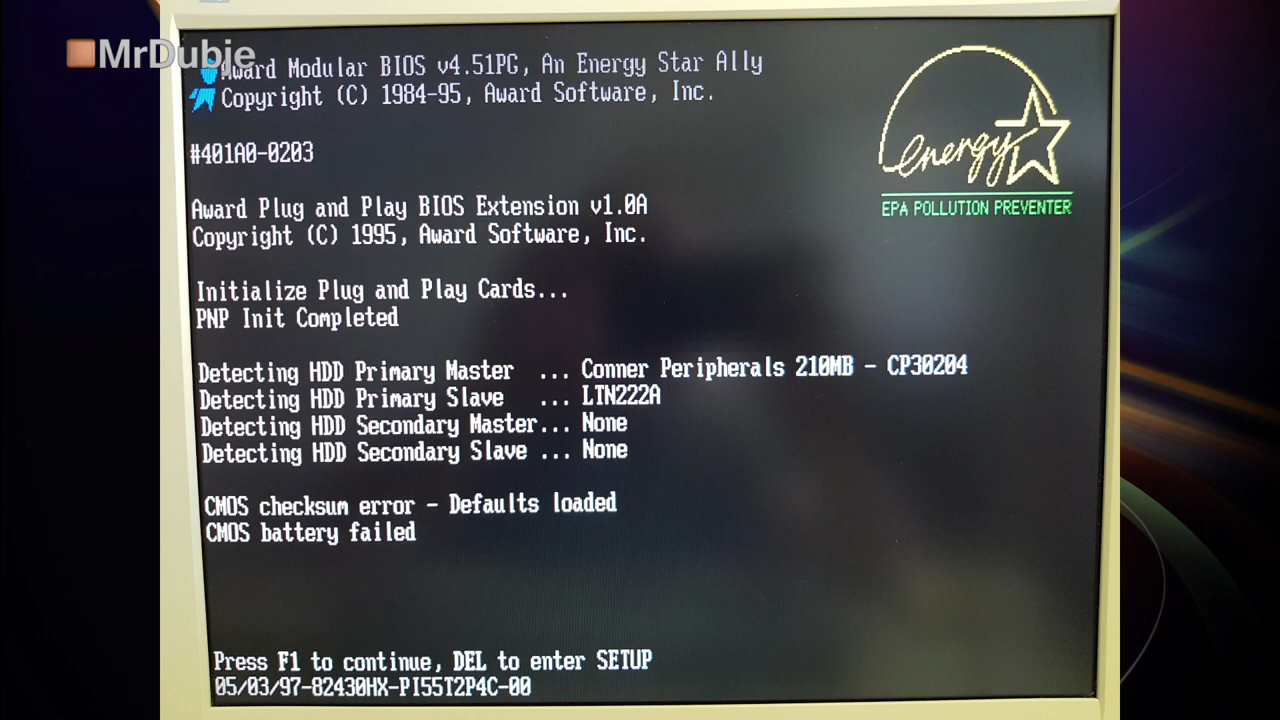 MrDubie
Award Modular BIOS v4.51PG, An Energy Star Ally
Copyright (C) 1984-95, Award Software, Inc.
energy
EPA POLLUTION PREVENTER
#401A0-0203
Award Plug and Play BIOS Extension v1.0A
Copyright (C) 1995, Award Software, Inc.
Initialize Plug and Play Cards...
PNP Init Completed
Detecting HDD Primary Master ... Conner Peripherals 210MB - CP30204
Detecting HDD Primary Slave ... LTN222A
Detecting HDD Secondary Master... None
Detecting HDD Secondary Slave ... None
CMOS checksum error - Defaults loaded
CMOS battery failed
Press F1 to continue, DEL to enter SETUP
05/03/97-82430HX-PI55T2P4C-00